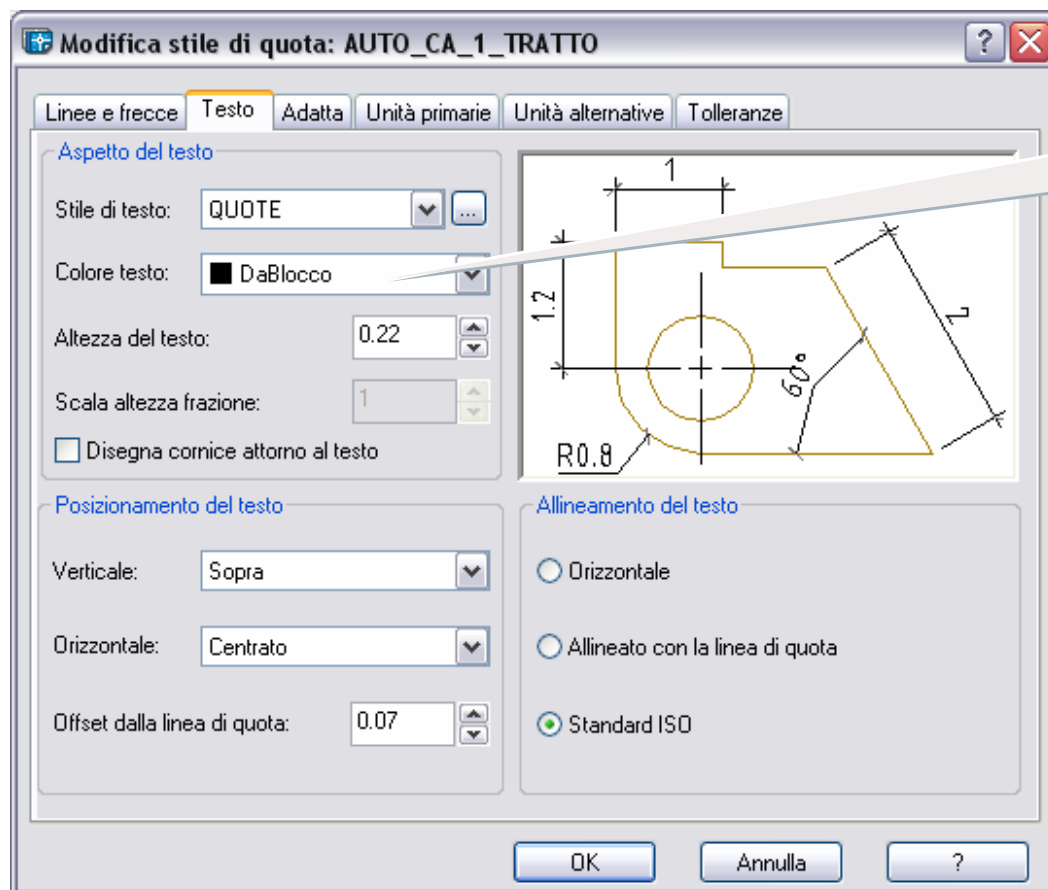 Modifica stile di quota: AUTO_CA_1_TRATTO
?
Linee e frecce Testo Adatta Unità primarie Unità alternative Tolleranze
Aspetto del testo
Stile di testo: QUOTE ...
Colore testo: DaBlocco
Altezza del testo: 0.22
Scala altezza frazione: 1
Disegna cornice attorno al testo
1
1.2
2
60°
R0.8
Posizionamento del testo
Verticale: Sopra
Orizzontale: Centrato
Offset dalla linea di quota: 0.07
Allineamento del testo
Orizzontale
Allineato con la linea di quota
Standard ISO
OK Annulla ?